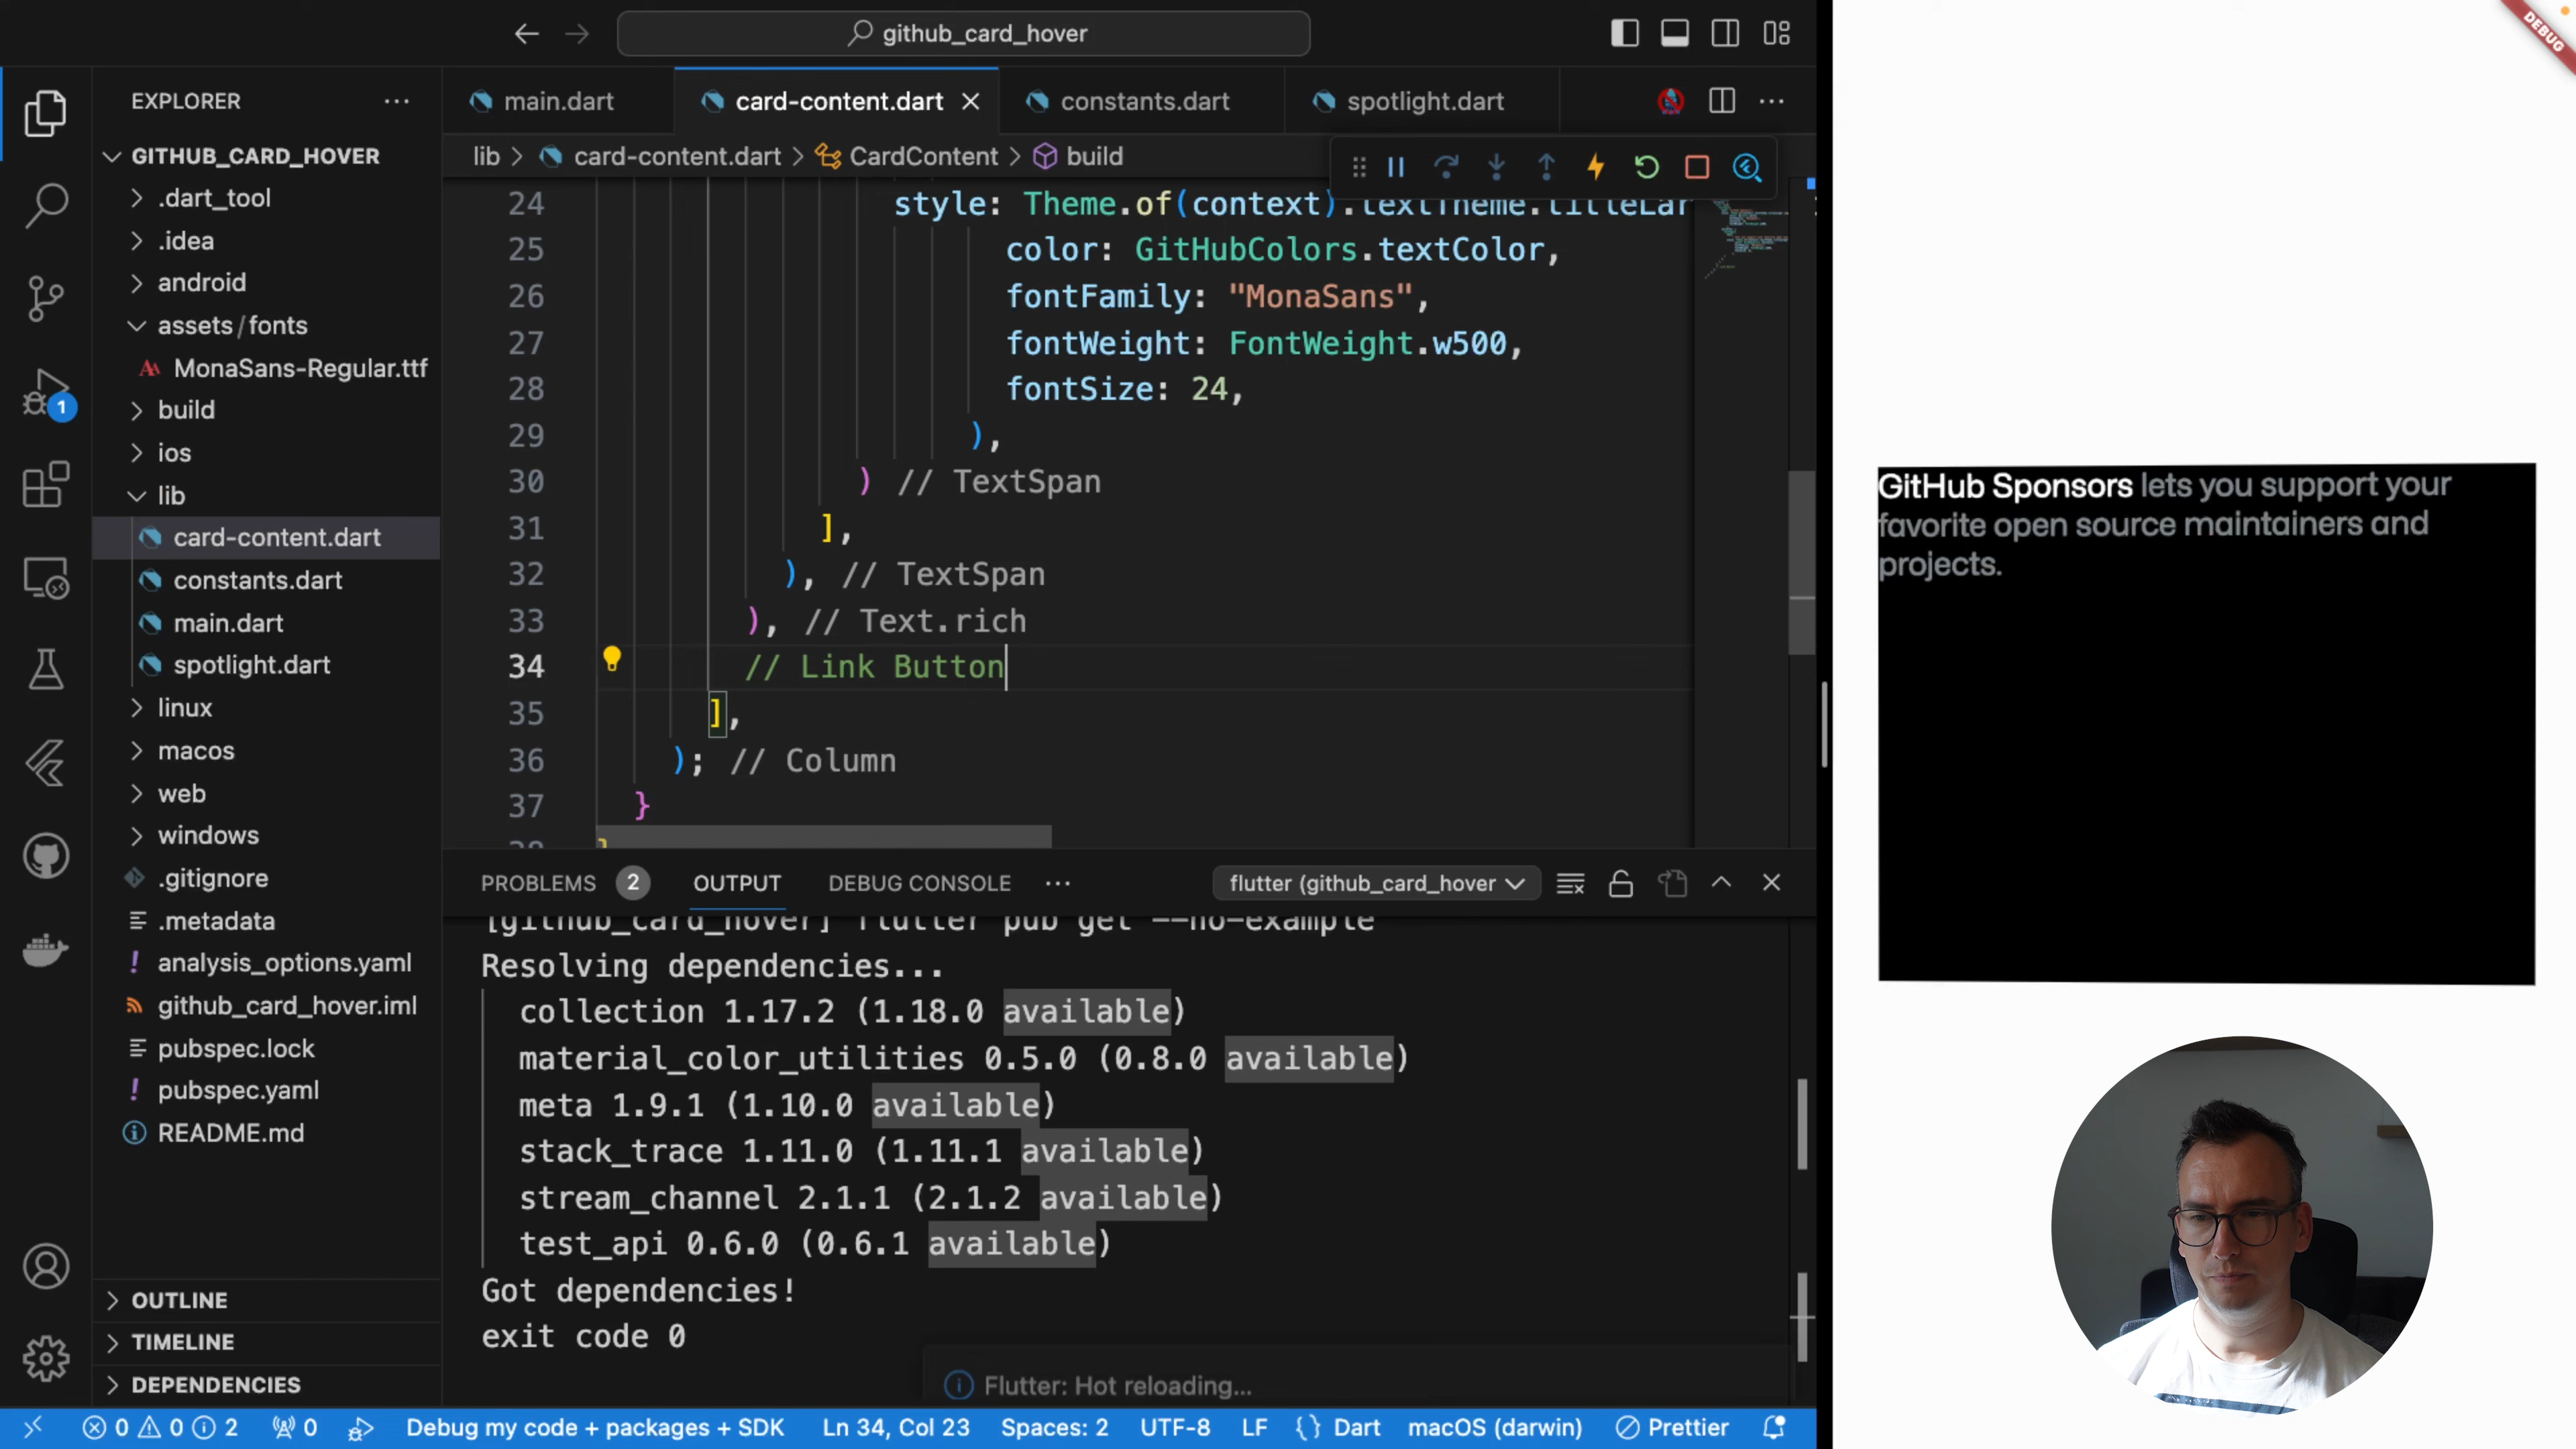 github_card_hover
DEBUG
EXPLORER
main.dart
card-content.dart
constants.dart
spotlight.dart
GITHUB_CARD_HOVER
lib > card-content.dart > CardContent > build
.dart_tool
.idea
android
assets/fonts
MonaSans-Regular.ttf
build
ios
lib
card-content.dart
constants.dart
main.dart
spotlight.dart
linux
macos
web
windows
.gitignore
.metadata
analysis_options.yaml
github_card_hover.iml
pubspec.lock
pubspec.yaml
README.md
OUTLINE
TIMELINE
DEPENDENCIES
1
24 style: Theme.of(context).textTheme.titleLar
25 color: GitHubColors.textColor,
26 fontFamily: "MonaSans",
27 fontWeight: FontWeight.w500,
28 fontSize: 24,
29 ),
30 ) // TextSpan
31 ],
32 ), // TextSpan
33 ), // Text.rich
34 // Link Button
35 ],
36 ); // Column
37 }
PROBLEMS 2 OUTPUT DEBUG CONSOLE
flutter (github_card_hover
[github_card_hover] flutter pub get --no-example
Resolving dependencies...
collection 1.17.2 (1.18.0 available)
material_color_utilities 0.5.0 (0.8.0 available)
meta 1.9.1 (1.10.0 available)
stack_trace 1.11.0 (1.11.1 available)
stream_channel 2.1.1 (2.1.2 available)
test_api 0.6.0 (0.6.1 available)
Got dependencies!
exit code 0
Flutter: Hot reloading...
0 0 2 0 Debug my code + packages + SDK Ln 34, Col 23 Spaces: 2 UTF-8 LF {} Dart macOS (darwin) Prettier
GitHub Sponsors lets you support your
favorite open source maintainers and
projects.